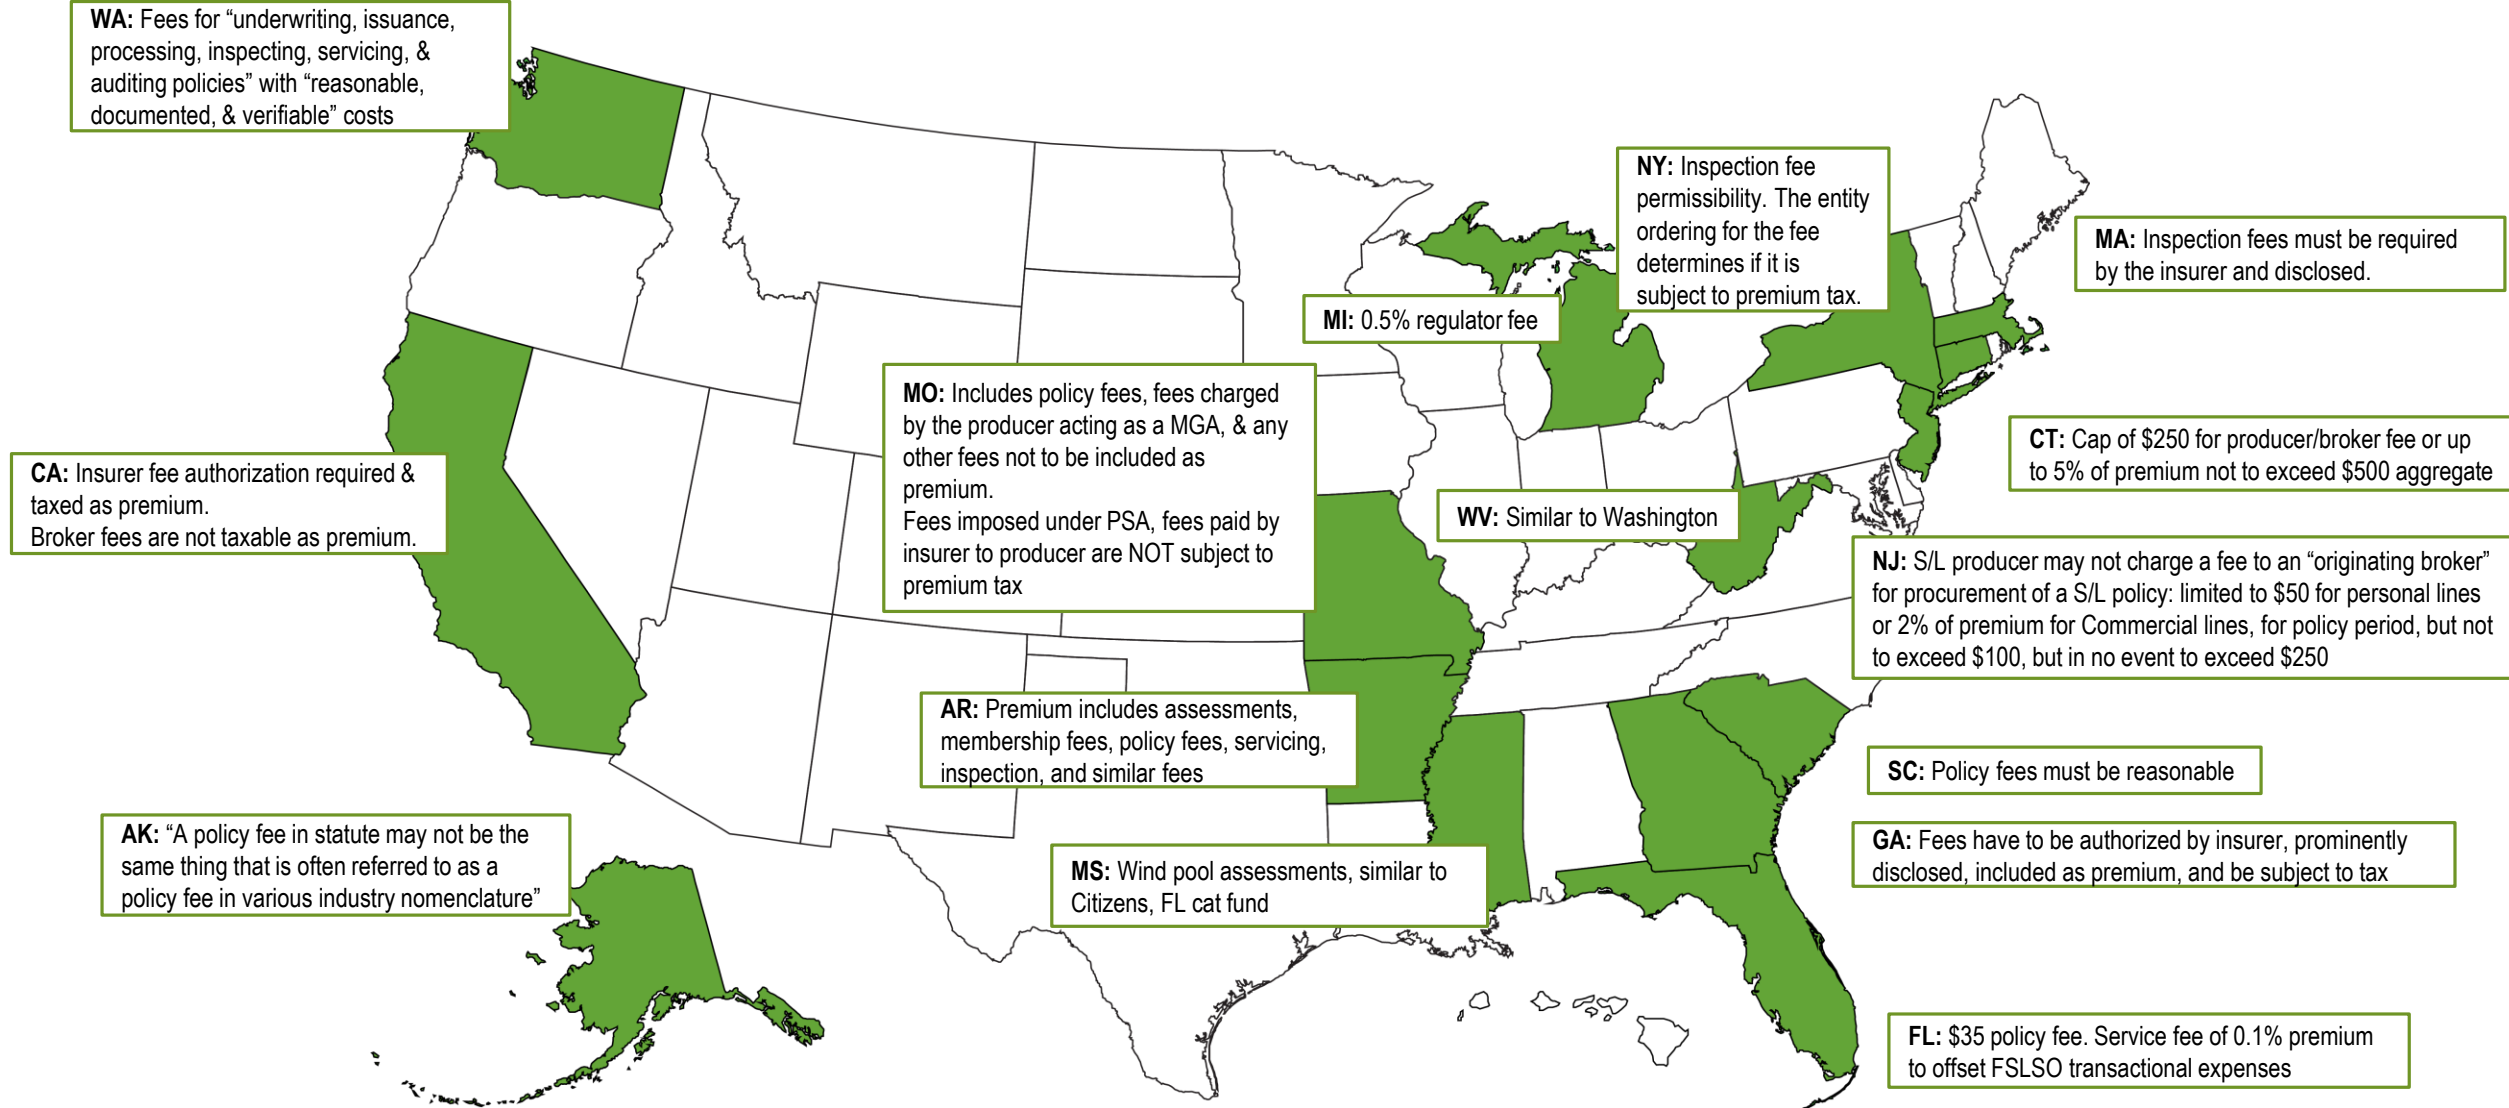 WA: Fees for “underwriting, issuance,
processing, inspecting, servicing, &
auditing policies” with “reasonable,
documented, & verifiable” costs
NY: Inspection fee
permissibility. The entity
ordering for the fee
determines if it is
subject to premium tax.
MA: Inspection fees must be required
by the insurer and disclosed.
MI: 0.5% regulator fee
MO: Includes policy fees, fees charged
by the producer acting as a MGA, & any
other fees not to be included as
premium.
Fees imposed under PSA, fees paid by
insurer to producer are NOT subject to
premium tax
CT: Cap of $250 for producer/broker fee or up
to 5% of premium not to exceed $500 aggregate
CA: Insurer fee authorization required &
taxed as premium.
Broker fees are not taxable as premium.
WV: Similar to Washington
NJ: S/L producer may not charge a fee to an “originating broker”
for procurement of a S/L policy: limited to $50 for personal lines
or 2% of premium for Commercial lines, for policy period, but not
to exceed $100, but in no event to exceed $250
AR: Premium includes assessments,
membership fees, policy fees, servicing,
inspection, and similar fees
SC: Policy fees must be reasonable
AK: “A policy fee in statute may not be the
same thing that is often referred to as a
policy fee in various industry nomenclature”
GA: Fees have to be authorized by insurer, prominently
disclosed, included as premium, and be subject to tax
MS: Wind pool assessments, similar to
Citizens, FL cat fund
FL: $35 policy fee. Service fee of 0.1% premium
to offset FSLSO transactional expenses